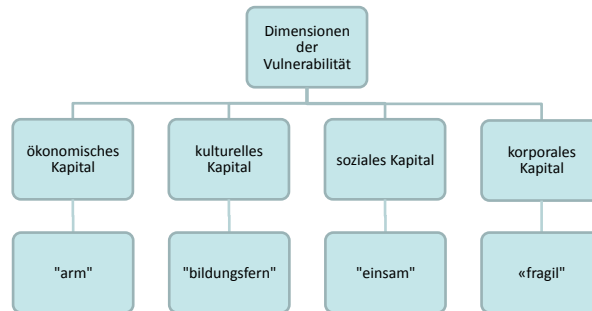 Dimensionen
der
Vulnerabilität
ökonomisches
Kapital
kulturelles
Kapital
soziales Kapital
korporales
Kapital
"arm"
"bildungsfern"
"einsam"
«fragil"